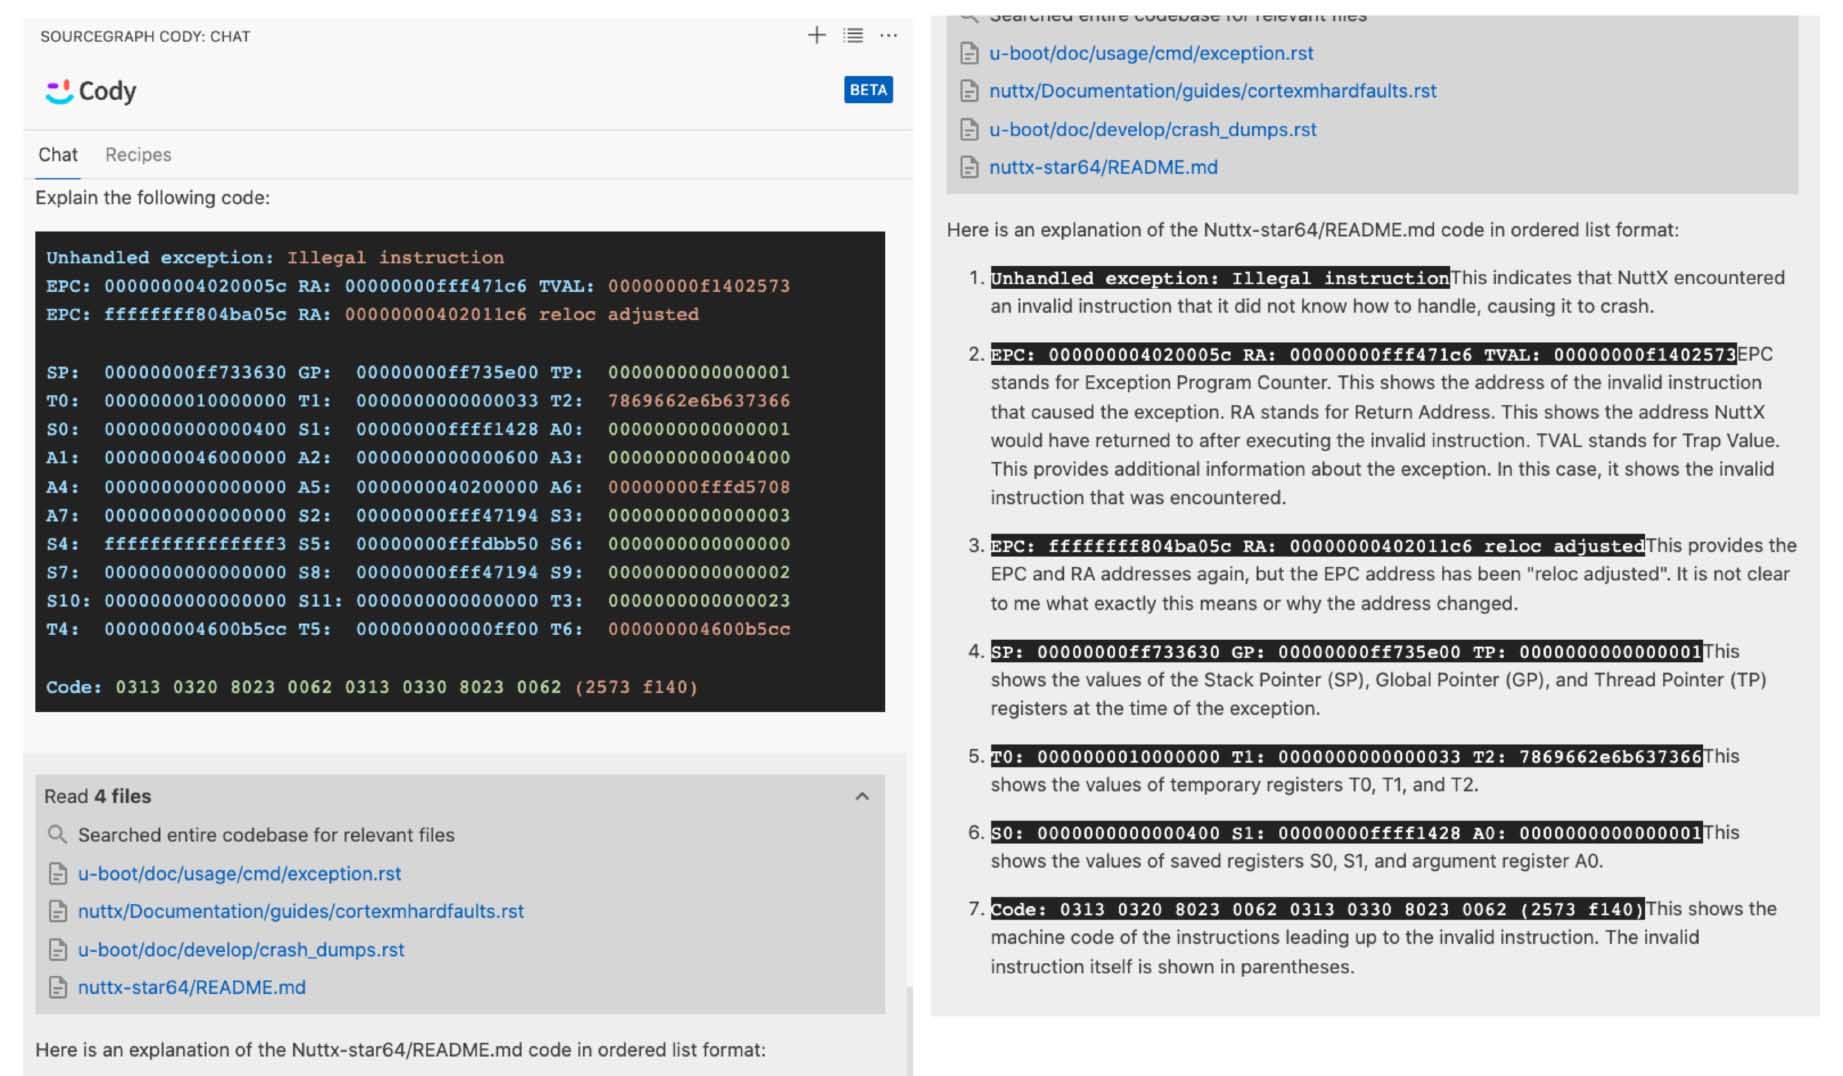 SOURCEGRAPH CODY: CHAT
Cody
BETA
Chat Recipes
Explain the following code:
Unhandled exception: Illegal instruction
EPC: 000000004020005c RA: 00000000fff471c6 TVAL: 00000000f1402573
EPC: ffffffff804ba05c RA: 00000000402011c6 reloc adjusted
SP: 00000000ff733630 GP: 00000000ff735e00 TP: 0000000000000001
T0: 0000000010000000 T1: 0000000000000033 T2: 7869662e6b637366
S0: 0000000000000400 S1: 00000000ffff1428 A0: 0000000000000001
A1: 0000000046000000 A2: 0000000000000600 A3: 0000000000004000
A4: 0000000000000000 A5: 0000000040200000 A6: 00000000fffd5708
A7: 0000000000000000 S2: 00000000fff47194 S3: 0000000000000003
S4: fffffffffffffff3 S5: 00000000fffdbb50 S6: 0000000000000000
S7: 0000000000000000 S8: 00000000fff47194 S9: 0000000000000002
S10: 0000000000000000 S11: 0000000000000000 T3: 0000000000000023
T4: 000000004600b5cc T5: 000000000000ff00 T6: 000000004600b5cc
Code: 0313 0320 8023 0062 0313 0330 8023 0062 (2573 f140)
Read 4 files
Searched entire codebase for relevant files
u-boot/doc/usage/cmd/exception.rst
nuttx/Documentation/guides/cortexmhardfaults.rst
u-boot/doc/develop/crash_dumps.rst
nuttx-star64/README.md
Here is an explanation of the Nuttx-star64/README.md code in ordered list format:
Searched entire codebase for relevant files
u-boot/doc/usage/cmd/exception.rst
nuttx/Documentation/guides/cortexmhardfaults.rst
u-boot/doc/develop/crash_dumps.rst
nuttx-star64/README.md
Here is an explanation of the Nuttx-star64/README.md code in ordered list format:
1. Unhandled exception: Illegal instructionThis indicates that NuttX encountered
an invalid instruction that it did not know how to handle, causing it to crash.
2. EPC: 000000004020005c RA: 00000000fff471c6 TVAL: 00000000f1402573EPC
stands for Exception Program Counter. This shows the address of the invalid instruction
that caused the exception. RA stands for Return Address. This shows the address NuttX
would have returned to after executing the invalid instruction. TVAL stands for Trap Value.
This provides additional information about the exception. In this case, it shows the invalid
instruction that was encountered.
3. EPC: ffffffff804ba05c RA: 00000000402011c6 reloc adjustedThis provides the
EPC and RA addresses again, but the EPC address has been "reloc adjusted". It is not clear
to me what exactly this means or why the address changed.
4. SP: 00000000ff733630 GP: 00000000ff735e00 TP: 0000000000000001This
shows the values of the Stack Pointer (SP), Global Pointer (GP), and Thread Pointer (TP)
registers at the time of the exception.
5. T0: 0000000010000000 T1: 0000000000000033 T2: 7869662e6b637366This
shows the values of temporary registers T0, T1, and T2.
6. S0: 0000000000000400 S1: 00000000ffff1428 A0: 0000000000000001This
shows the values of saved registers S0, S1, and argument register A0.
7. Code: 0313 0320 8023 0062 0313 0330 8023 0062 (2573 f140)This shows the
machine code of the instructions leading up to the invalid instruction. The invalid
instruction itself is shown in parentheses.